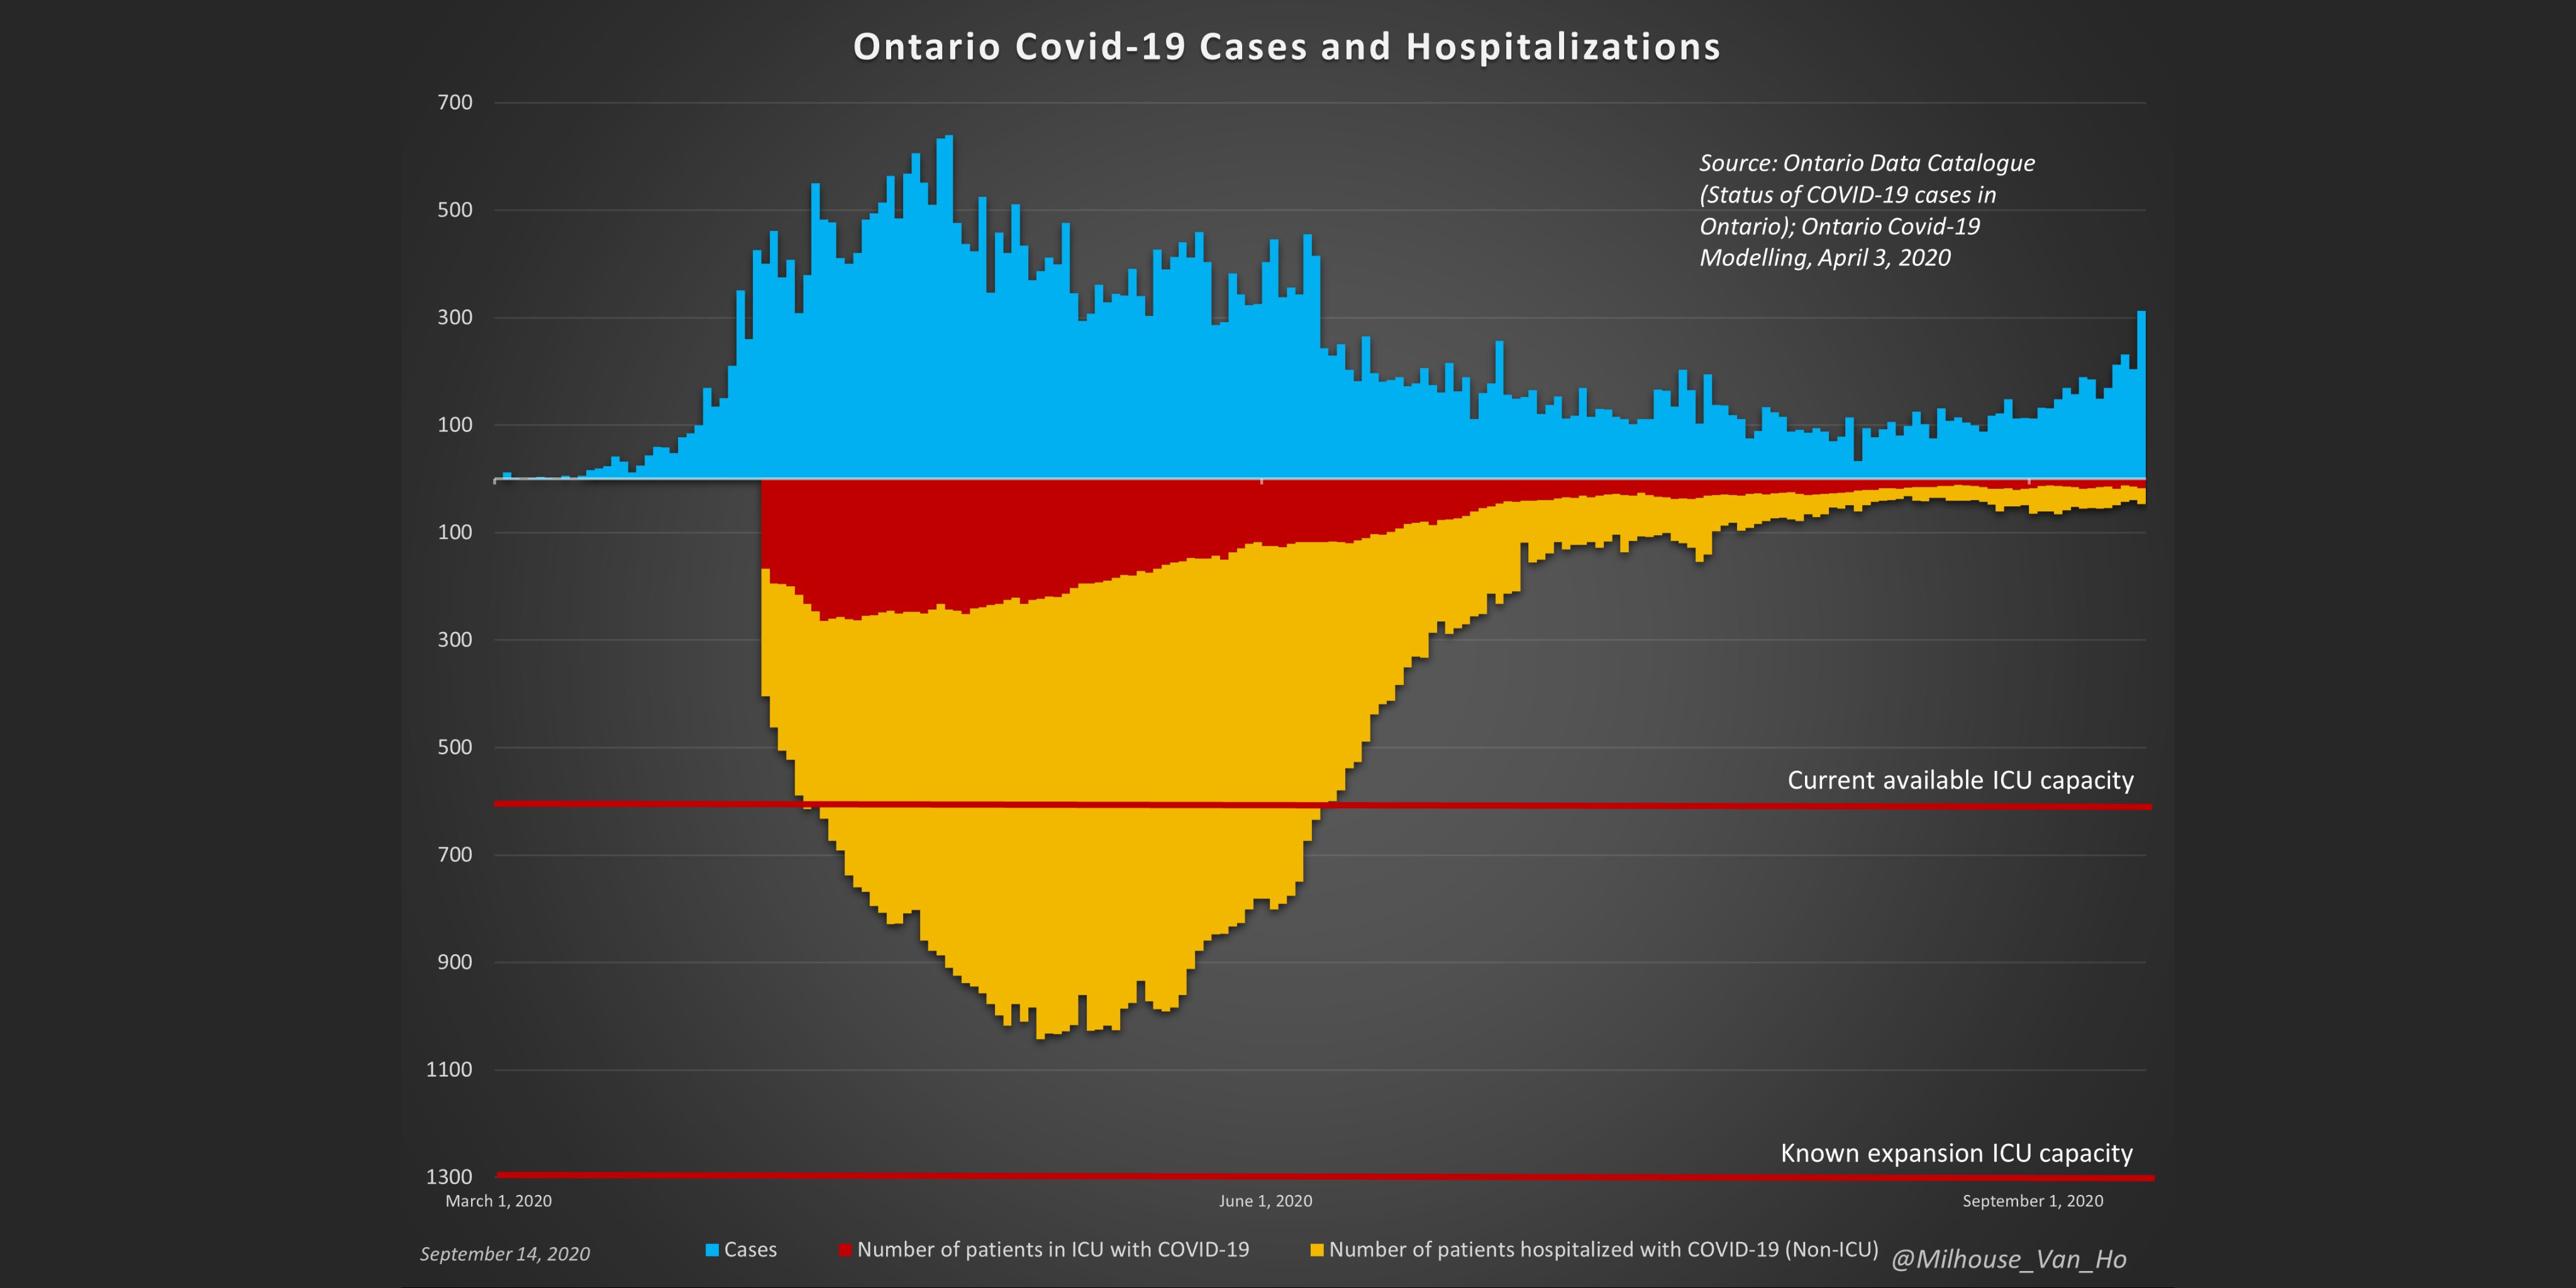 Ontario Covid-19 Cases and Hospitalizations
700
Source: Ontario Data Catalogue
(Status of COVID-19 cases in
Ontario); Ontario Covid-19
Modelling, April 3, 2020
500
300
100
100
300
500
Current available ICU capacity
700
900
1100
Known expansion ICU capacity
1300
March 1, 2020 June 1, 2020 September 1, 2020
September 14, 2020 Cases Number of patients in ICU with COVID-19 Number of patients hospitalized with COVID-19 (Non-ICU) @Milhouse_Van_Ho